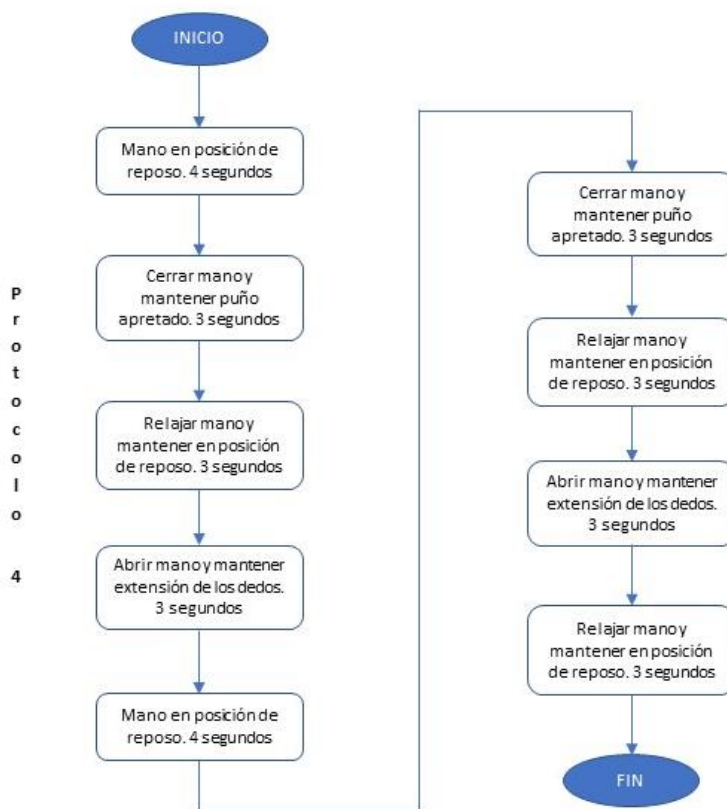 Protocolo 4
INICIO
Mano en posición de
reposo. 4 segundos
Cerrar mano y
mantener puño
apretado. 3 segundos
Relajar mano y
mantener en posición
de reposo. 3 segundos
Abrir mano y mantener
extensión de los dedos.
3 segundos
Mano en posición de
reposo. 4 segundos
Cerrar mano y
mantener puño
apretado. 3 segundos
Relajar mano y
mantener en posición
de reposo. 3 segundos
Abrir mano y mantener
extensión de los dedos.
3 segundos
Relajar mano y
mantener en posición
de reposo. 3 segundos
FIN